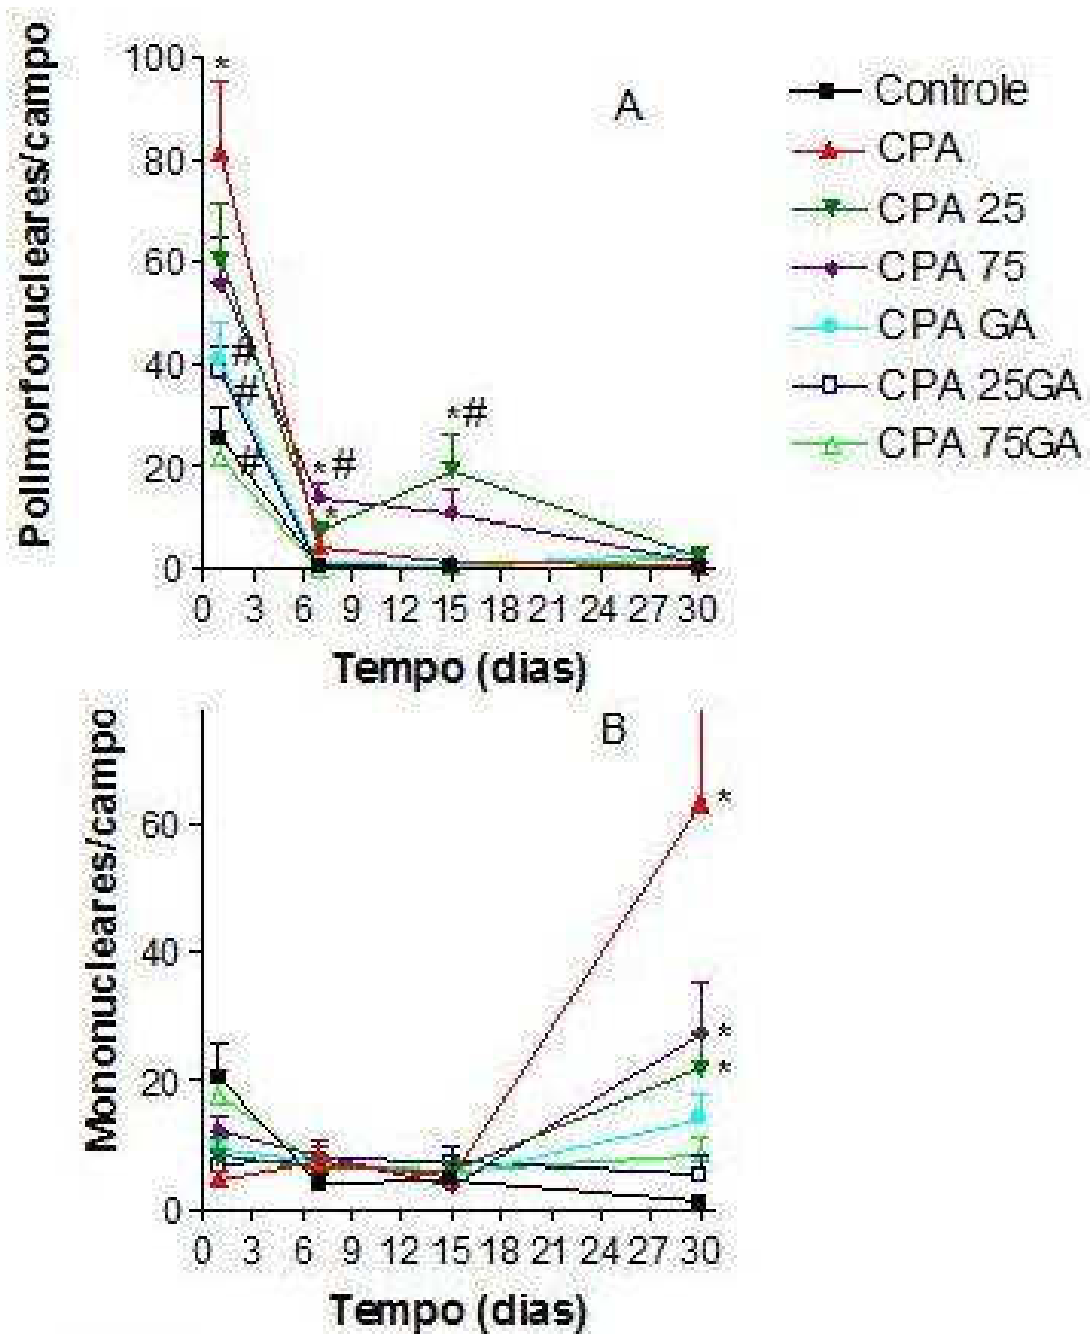 Polimorfonucleares/campo
100
80
60
40
20
0
*
#
#
#
*#
*
*#
A
0 3 6 9 12 15 18 21 24 27 30
Tempo (dias)
Controle
CPA
CPA 25
CPA 75
CPA GA
CPA 25GA
CPA 75GA
Mononucleares/campo
60
40
20
0
B
*
*
*
0 3 6 9 12 15 18 21 24 27 30
Tempo (dias)